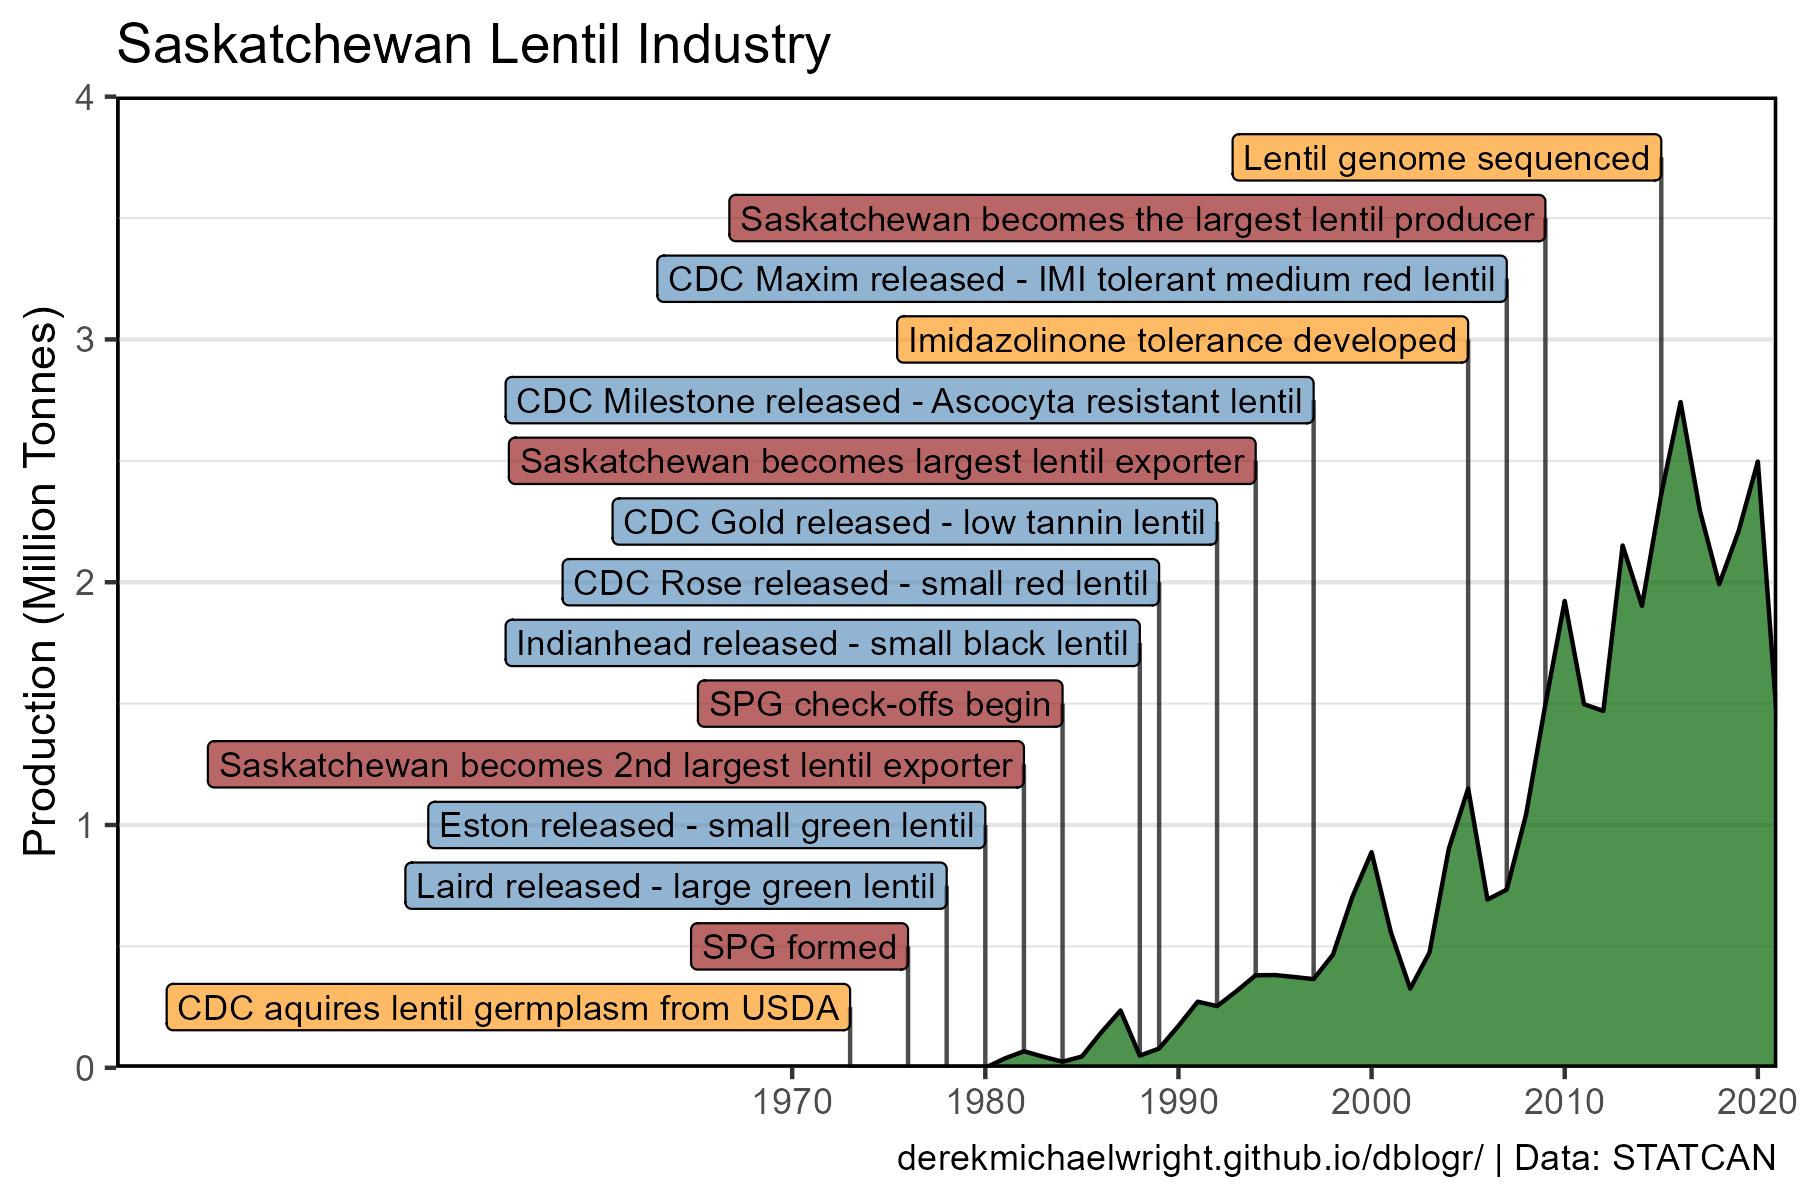 Saskatchewan Lentil Industry
Production (Million Tonnes)
4
3
2
1
0
Lentil genome sequenced
Saskatchewan becomes the largest lentil producer
CDC Maxim released - IMI tolerant medium red lentil
Imidazolinone tolerance developed
CDC Milestone released - Ascocyta resistant lentil
Saskatchewan becomes largest lentil exporter
CDC Gold released - low tannin lentil
CDC Rose released - small red lentil
Indianhead released - small black lentil
SPG check-offs begin
Saskatchewan becomes 2nd largest lentil exporter
Eston released - small green lentil
Laird released - large green lentil
SPG formed
CDC aquires lentil germplasm from USDA
1970 1980 1990 2000 2010 2020
derekmichaelwright.github.io/dblogr/ | Data: STATCAN